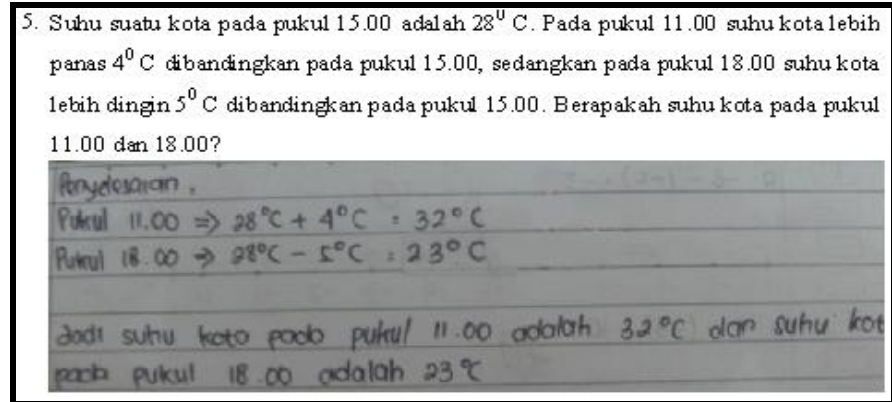 5. Suhu suatu kota pada pukul 15.00 adalah 28⁰ C. Pada pukul 11.00 suhu kota lebih
panas 4⁰ C dibandingkan pada pukul 15.00, sedangkan pada pukul 18.00 suhu kota
lebih dingin 5⁰ C dibandingkan pada pukul 15.00. Berapakah suhu kota pada pukul
11.00 dan 18.00?
Penyelesaian.
Pukul 11.00 => 28°C + 4°C = 32°C
Pukul 18.00 => 28°C - 5°C = 23°C
Jadi suhu kota pada pukul 11.00 adalah 32°C dan suhu kot
pada pukul 18.00 adalah 23°C